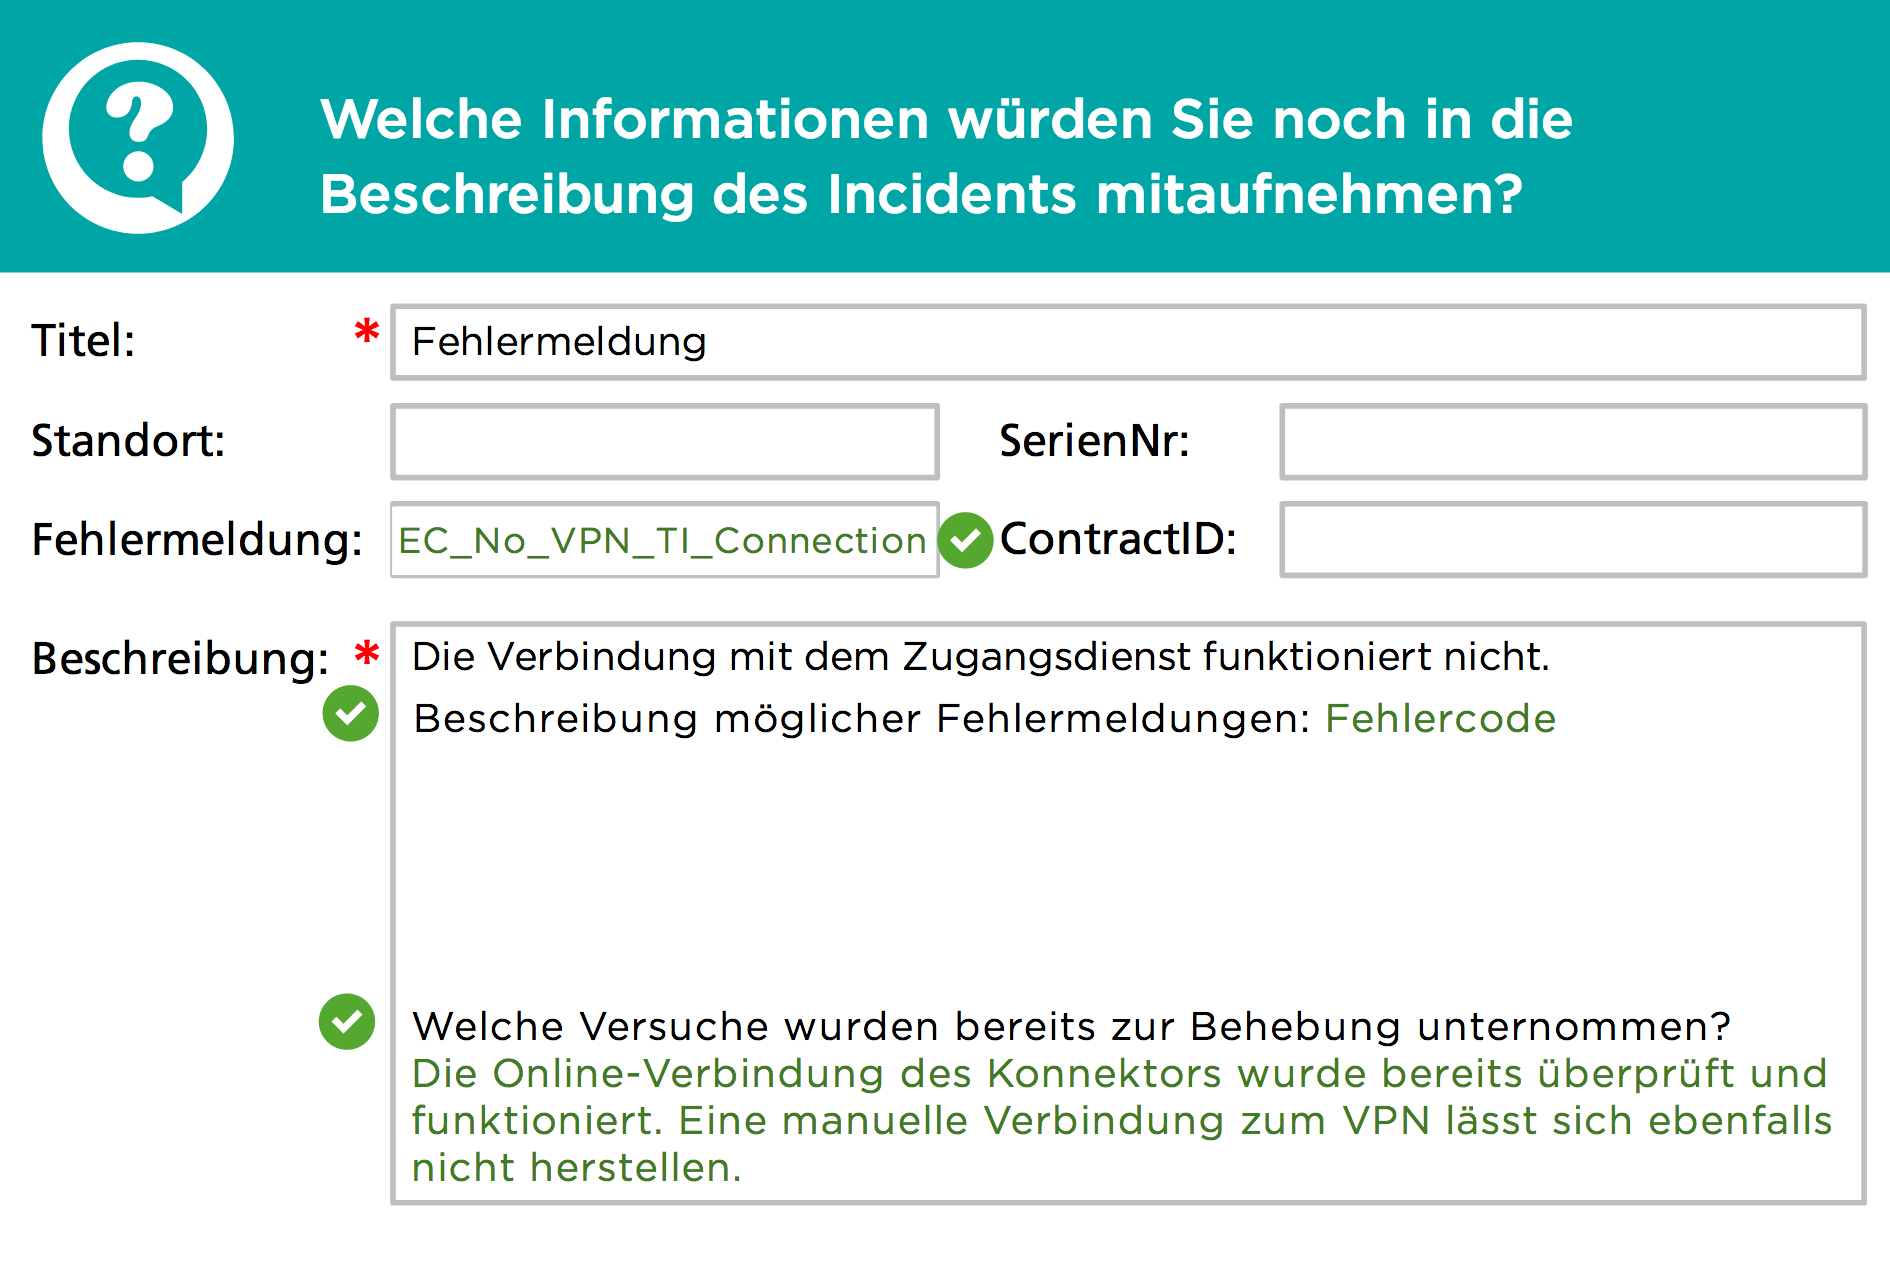 Welche Informationen würden Sie noch in die
Beschreibung des Incidents mitaufnehmen?
Titel: * Fehlermeldung
Standort: SerienNr:
Fehlermeldung: EC_No_VPN_TI_Connection ContractID:
Beschreibung: * Die Verbindung mit dem Zugangsdienst funktioniert nicht.
Beschreibung möglicher Fehlermeldungen: Fehlercode
Welche Versuche wurden bereits zur Behebung unternommen?
Die Online-Verbindung des Konnektors wurde bereits überprüft und
funktioniert. Eine manuelle Verbindung zum VPN lässt sich ebenfalls
nicht herstellen.